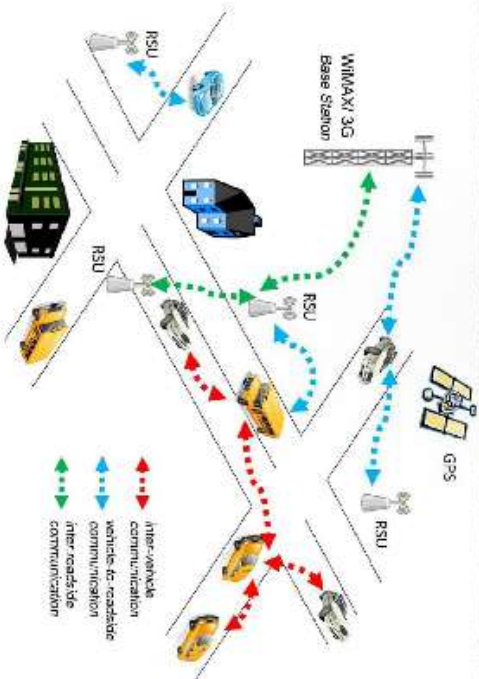 RSU
WiMAX/ 3G
Base Station
RSU
RSU
GPS
RSU
inter-vehicle
communication
vehicle-to-roadside
communication
inter-roadside
communication